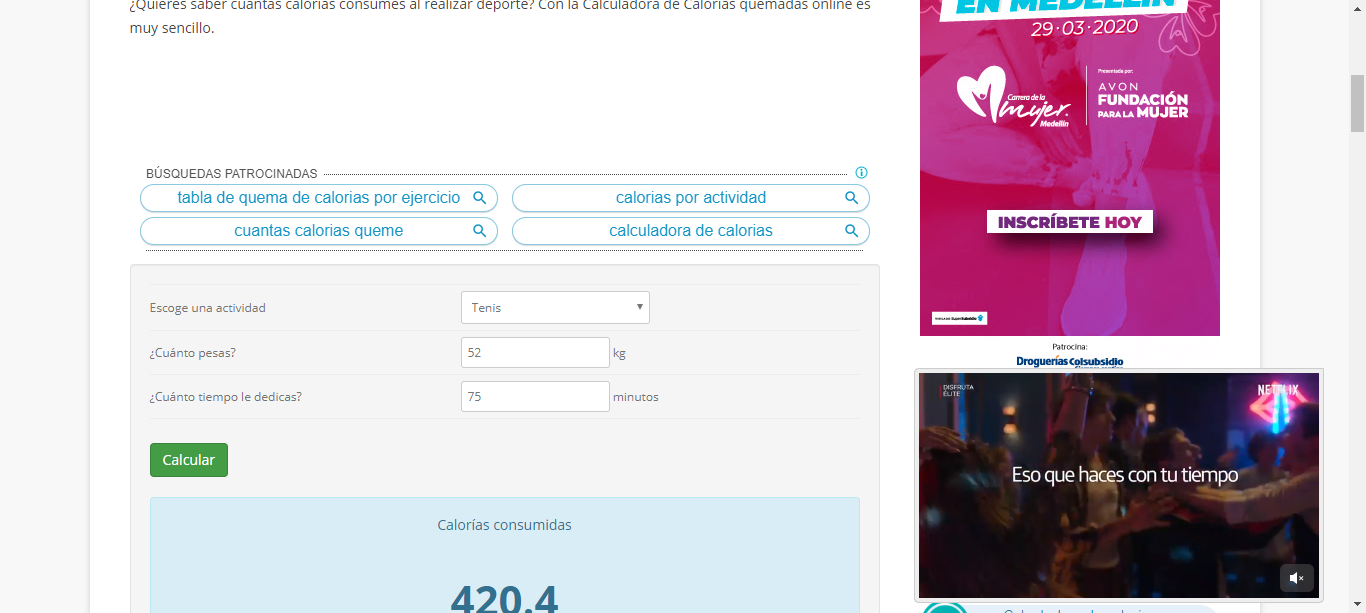 ¿Quieres saber cuántas calorías consumes al realizar deporte? Con la Calculadora de Calorías quemadas online es
muy sencillo.
BÚSQUEDAS PATROCINADAS
tabla de quema de calorias por ejercicio
calorias por actividad
cuantas calorias queme
calculadora de calorias
Escoge una actividad
Tenis
¿Cuánto pesas?
52 kg
¿Cuánto tiempo le dedicas?
75 minutos
Calcular
Calorías consumidas
420.4
EN MEDELLÍN
29·03·2020
Carrera de la
mujer
Medellín
Presentada por:
AVON
FUNDACIÓN
PARA LA MUJER
INSCRÍBETE HOY
VIGILADO SuperSubsidio
Patrocina:
Droguerías Colsubsidio
DISFRUTA
ÉLITE
NETFLIX
Eso que haces con tu tiempo